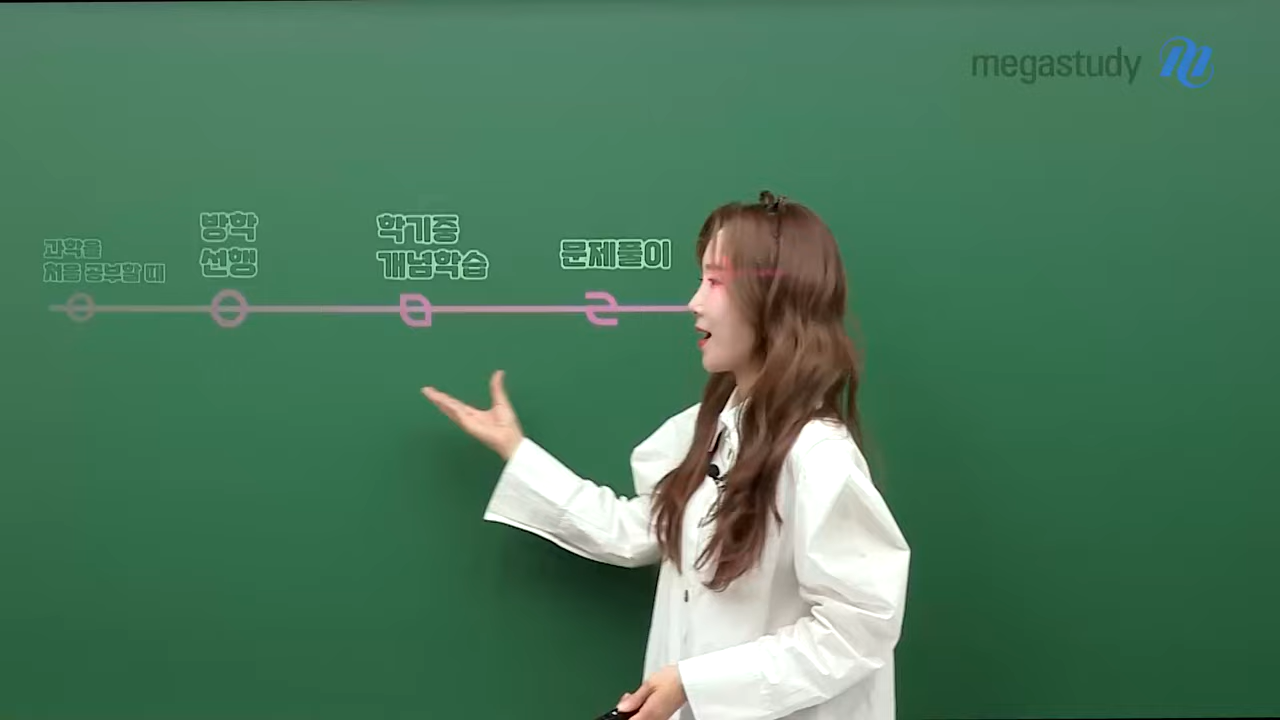 megastudy
과학을
처음 공부할 때
방학
선행
학기중
개념학습
문제풀이